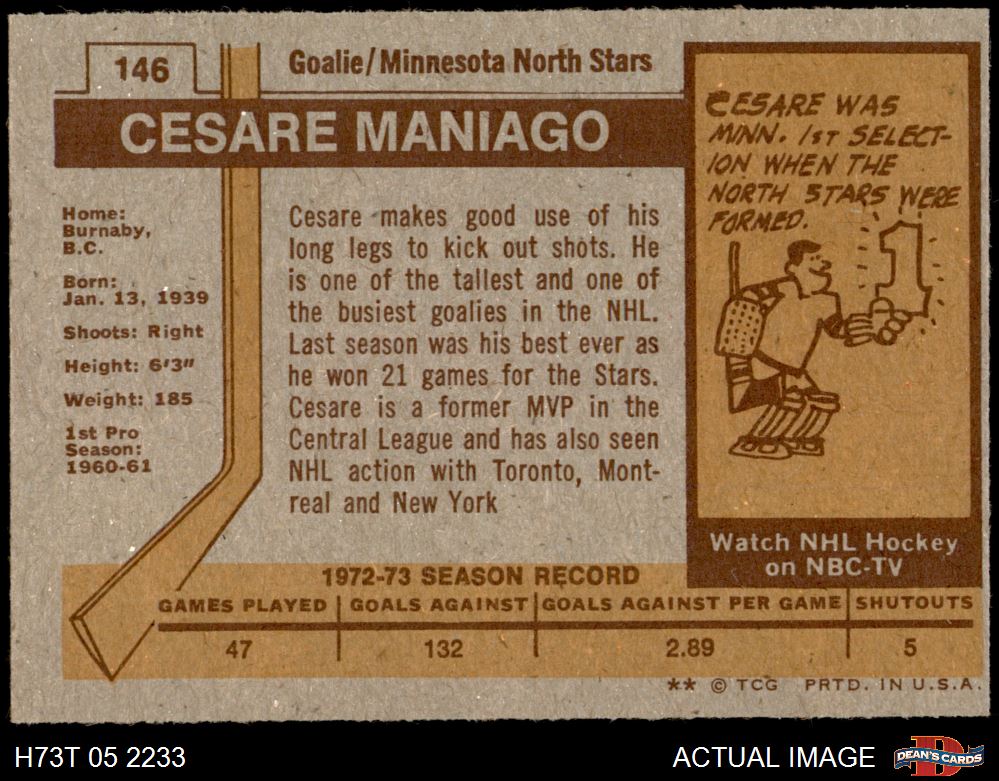 146
Goalie/Minnesota North Stars
CESARE MANIAGO
Home:
Burnaby,
B.C.
Born:
Jan. 13, 1939
Shoots: Right
Height: 6'3"
Weight: 185
1st Pro
Season:
1960-61
Cesare makes good use of his
long legs to kick out shots. He
is one of the tallest and one of
the busiest goalies in the NHL.
Last season was his best ever as
he won 21 games for the Stars.
Cesare is a former MVP in the
Central League and has also seen
NHL action with Toronto, Mont-
real and New York
CESARE WAS
MINN. 1ST SELECT-
ION WHEN THE
NORTH STARS WERE
FORMED.
1
Watch NHL Hockey
on NBC-TV
1972-73 SEASON RECORD
GAMES PLAYED GOALS AGAINST GOALS AGAINST PER GAME SHUTOUTS
47 132 2.89 5
** © TCG PRTD. IN U.S.A.
H73T 05 2233
ACTUAL IMAGE
D
DEAN'S CARDS